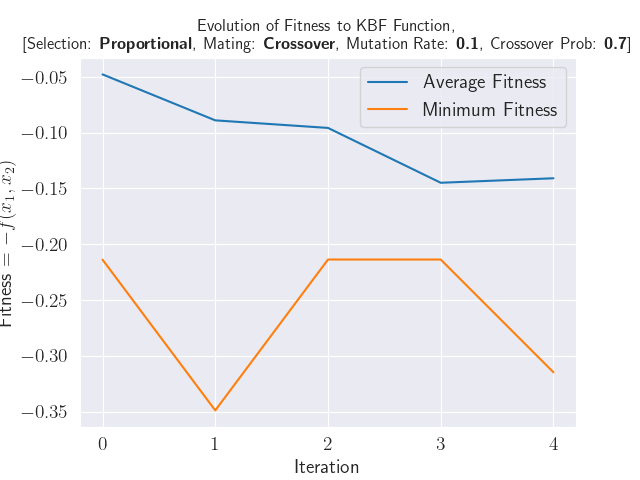 Evolution of Fitness to KBF Function,
[Selection: Proportional, Mating: Crossover, Mutation Rate: 0.1, Crossover Prob: 0.7]
Average Fitness
Minimum Fitness
Fitness = −f(x₁, x₂)
−0.05
−0.10
−0.15
−0.20
−0.25
−0.30
−0.35
0 1 2 3 4
Iteration